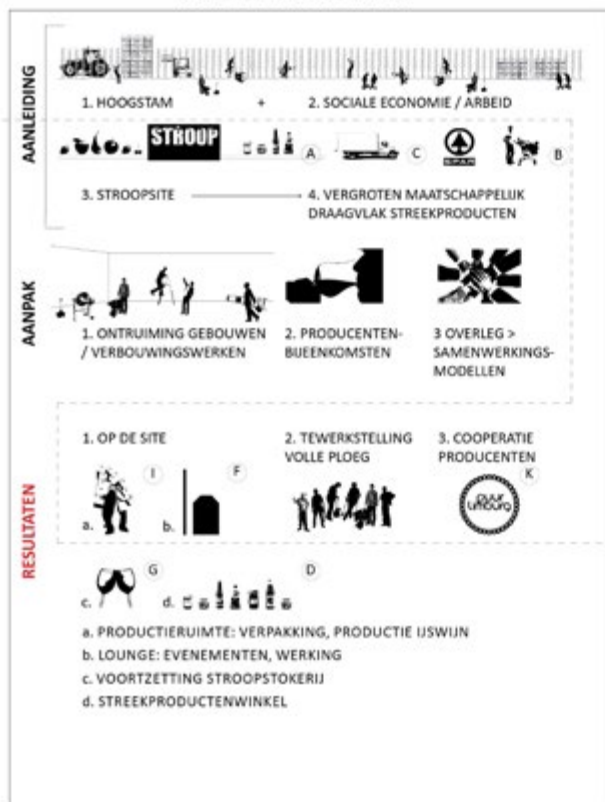 AANLEIDING
1. HOOGSTAM + 2. SOCIALE ECONOMIE / ARBEID
STROOP
A
C
SPAR
B
3. STROOPSITE
4. VERGROTEN MAATSCHAPPELIJK
DRAAGVLAK STREEKPRODUCTEN
AANPAK
1. ONTRUIMING GEBOUWEN
/ VERBOUWINGSWERKEN
2. PRODUCENTEN-
BIJEENKOMSTEN
3 OVERLEG >
SAMENWERKINGS-
MODELLEN
RESULTATEN
1. OP DE SITE
2. TEWERKSTELLING
VOLLE PLOEG
3. COOPERATIE
PRODUCENTEN
I
F
K
a.
b.
puur
limburg
G
D
c.
d.
a. PRODUCTIERUIMTE: VERPAKKING, PRODUCTIE IJSWIJN
b. LOUNGE: EVENEMENTEN, WERKING
c. VOORTZETTING STROOPSTOKERIJ
d. STREEKPRODUCTENWINKEL